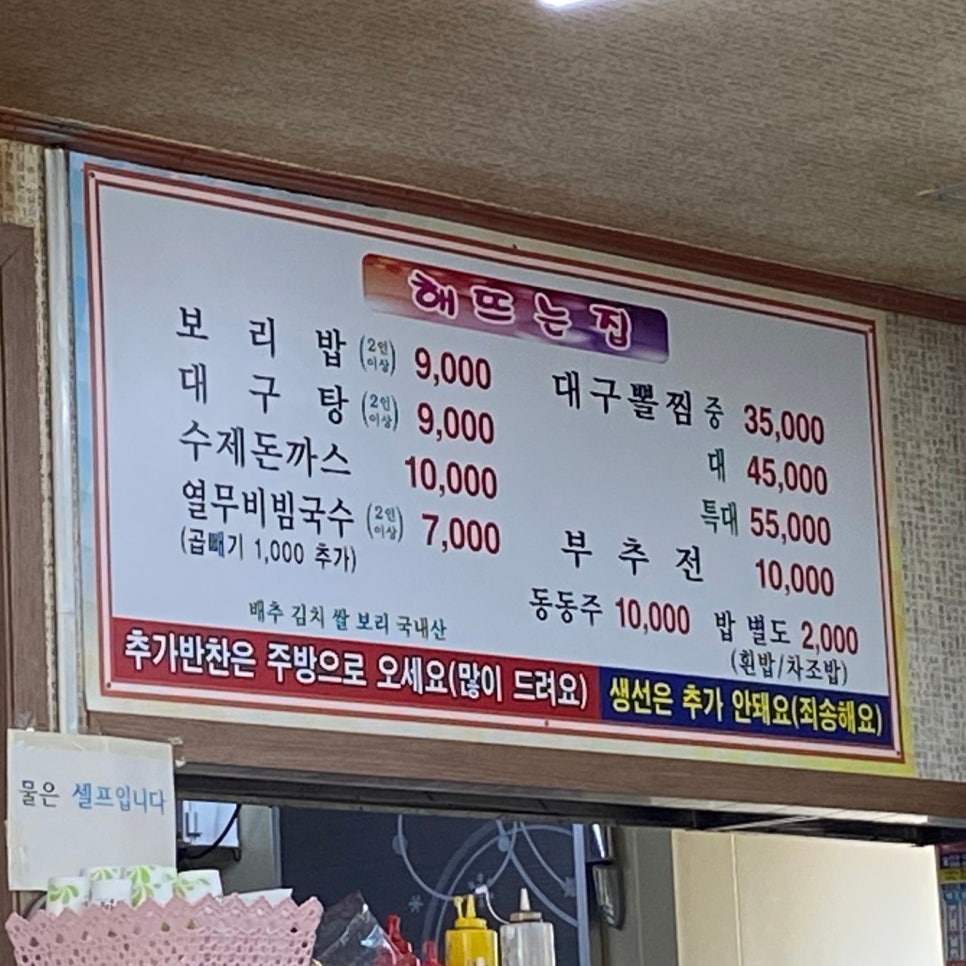 해뜨는집
보리밥 (2인 이상) 9,000
대구탕 (2인 이상) 9,000
수제돈까스 10,000
열무비빔국수 (2인 이상) 7,000
(곱빼기 1,000 추가)
대구뽈찜 중 35,000
대 45,000
특대 55,000
부추전 10,000
동동주 10,000 밥 별도 2,000
(흰밥/차조밥)
배추 김치 쌀 보리 국내산
추가반찬은 주방으로 오세요(많이 드려요)
생선은 추가 안돼요(죄송해요)
물은 셀프입니다